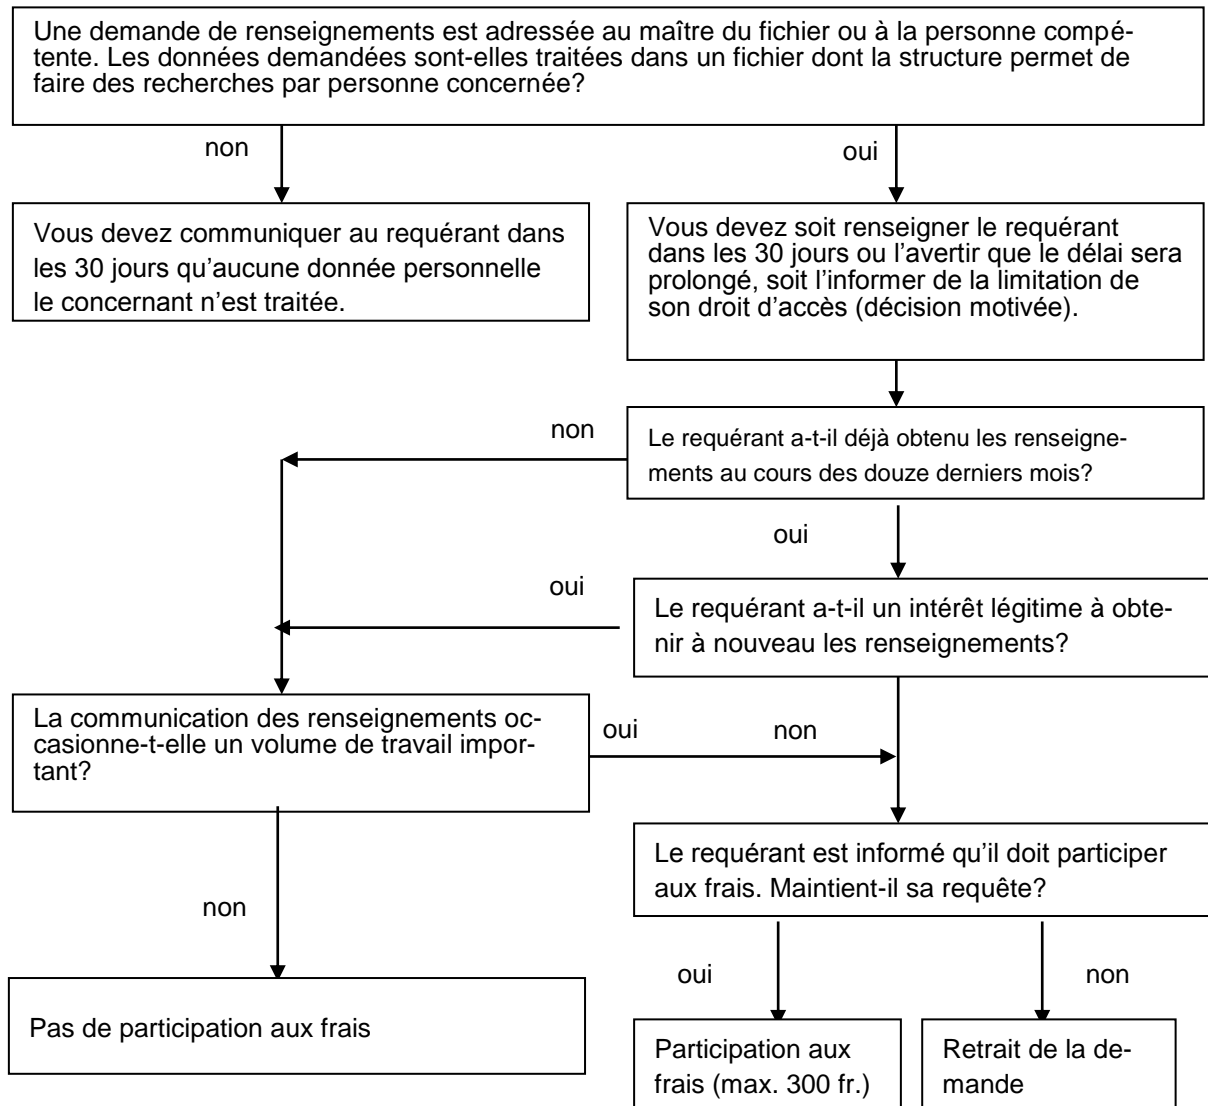 Une demande de renseignements est adressée au maître du fichier ou à la personne compé-
tente. Les données demandées sont-elles traitées dans un fichier dont la structure permet de
faire des recherches par personne concernée?
non
oui
Vous devez communiquer au requérant dans
les 30 jours qu’aucune donnée personnelle
le concernant n’est traitée.
Vous devez soit renseigner le requérant
dans les 30 jours ou l’avertir que le délai sera
prolongé, soit l’informer de la limitation de
son droit d’accès (décision motivée).
non
Le requérant a-t-il déjà obtenu les renseigne-
ments au cours des douze derniers mois?
oui
oui
Le requérant a-t-il un intérêt légitime à obte-
nir à nouveau les renseignements?
La communication des renseignements oc-
casionne-t-elle un volume de travail impor-
tant?
oui
non
Le requérant est informé qu’il doit participer
aux frais. Maintient-il sa requête?
non
oui
non
Pas de participation aux frais
Participation aux
frais (max. 300 fr.)
Retrait de la de-
mande